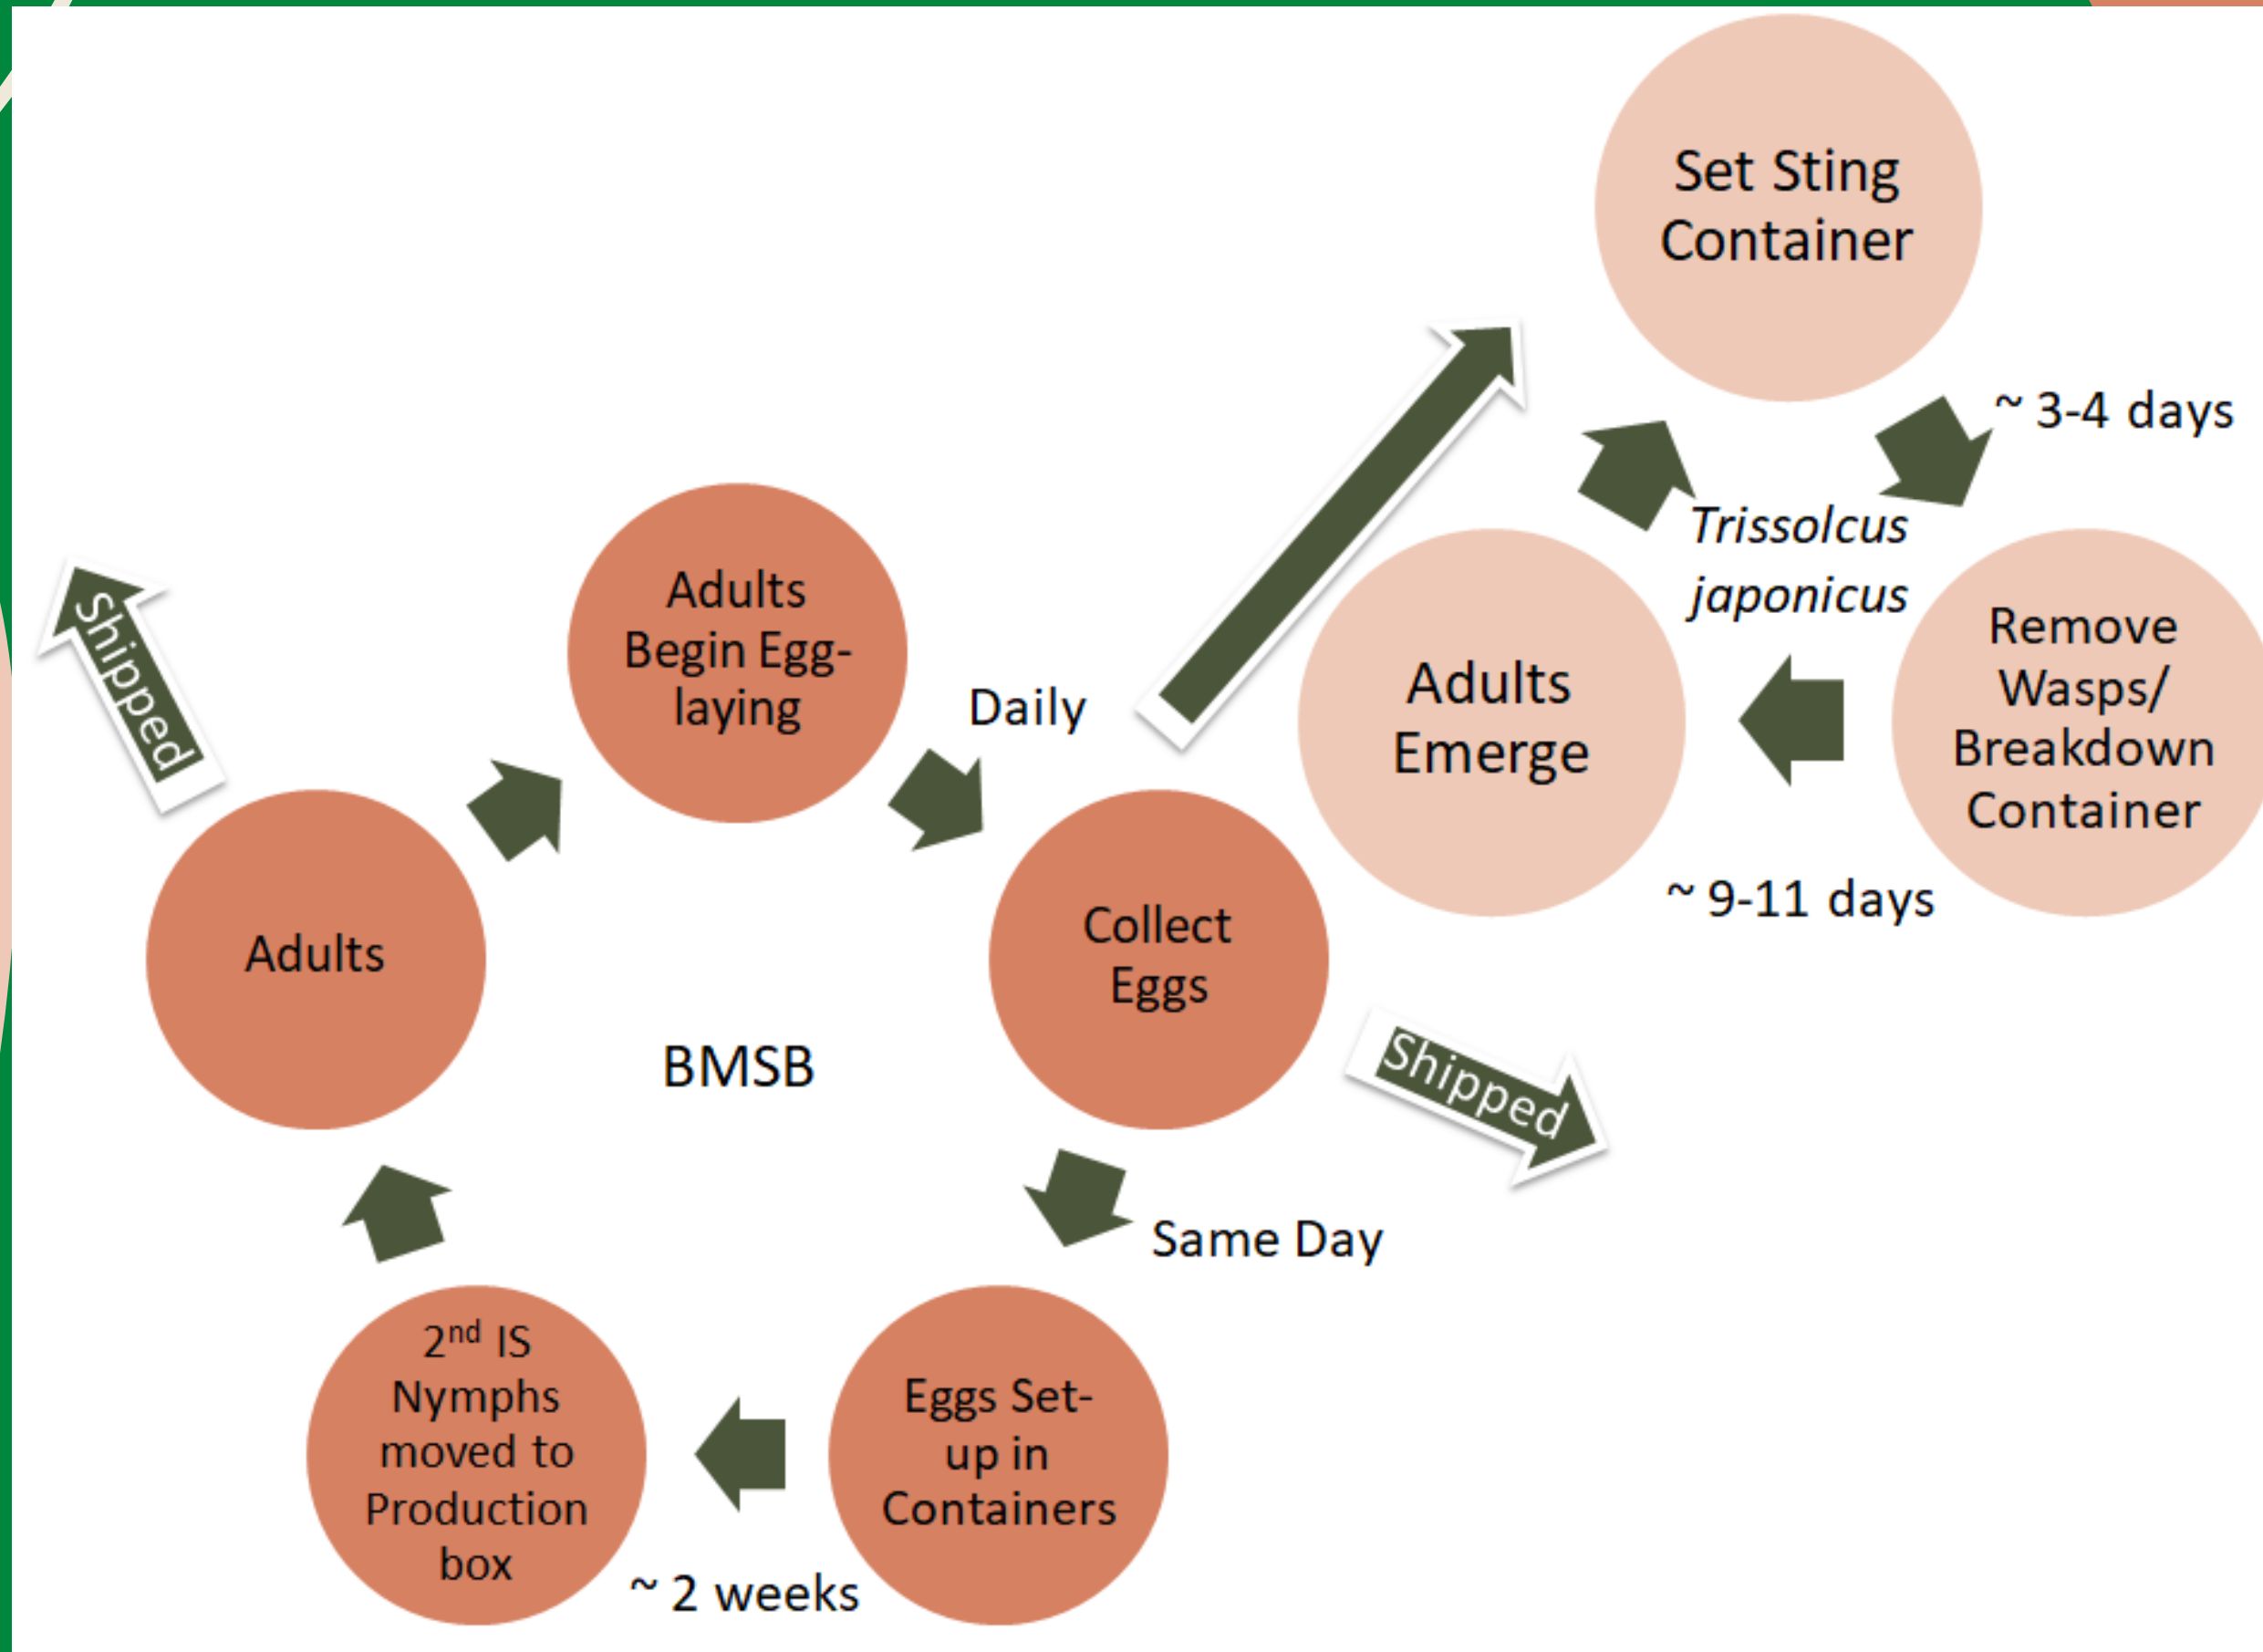 Set Sting
Container
~ 3-4 days
Trissolcus
japonicus
Remove
Wasps/
Breakdown
Container
~ 9-11 days
Adults
Emerge
Shipped
Adults
Begin Egg-
laying
Daily
Collect
Eggs
Shipped
Same Day
Eggs Set-
up in
Containers
~ 2 weeks
2nd IS
Nymphs
moved to
Production
box
Adults
BMSB